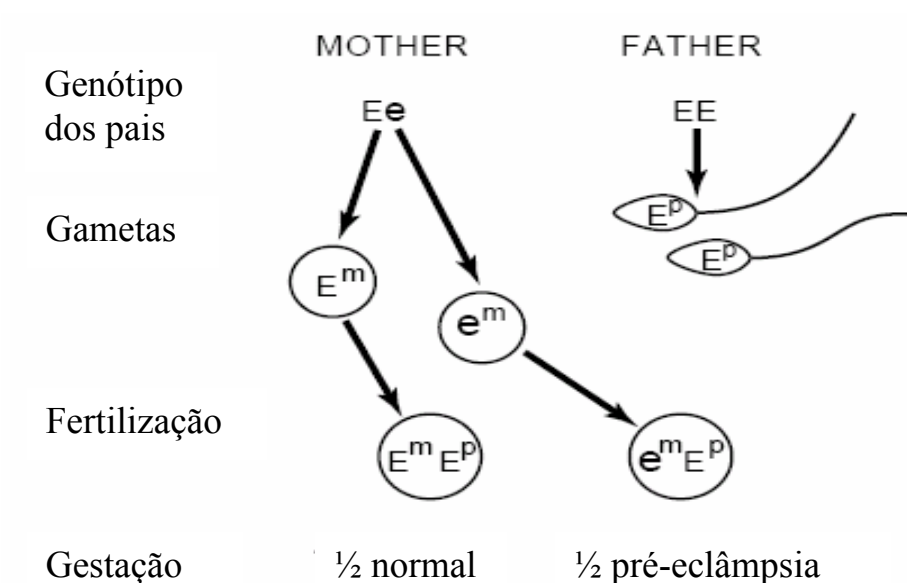 MOTHER FATHER
Genótipo
dos pais
Ee EE
Gametas
E^m e^m E^p
E^p
Fertilização
E^m E^p e^m E^p
Gestação ½ normal ½ pré-eclâmpsia